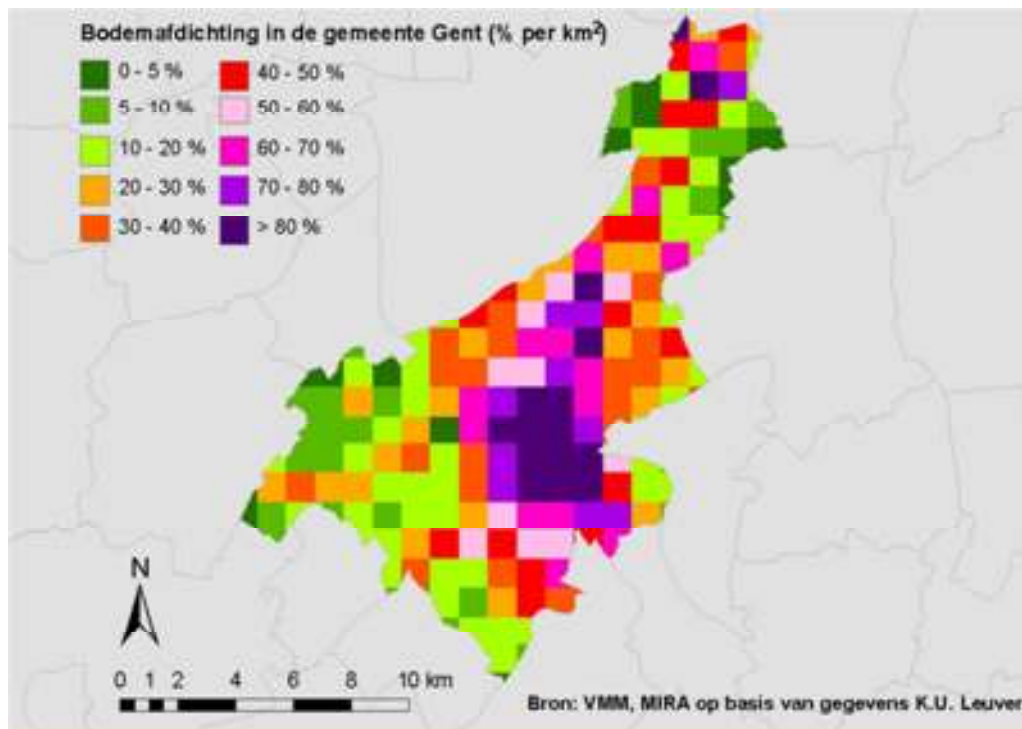 Bodemafdichting in de gemeente Gent (% per km²)
0 - 5 %
5 - 10 %
10 - 20 %
20 - 30 %
30 - 40 %
40 - 50 %
50 - 60 %
60 - 70 %
70 - 80 %
> 80 %
N
0 1 2 4 6 8 10 km
Bron: VMM, MIRA op basis van gegevens K.U. Leuven